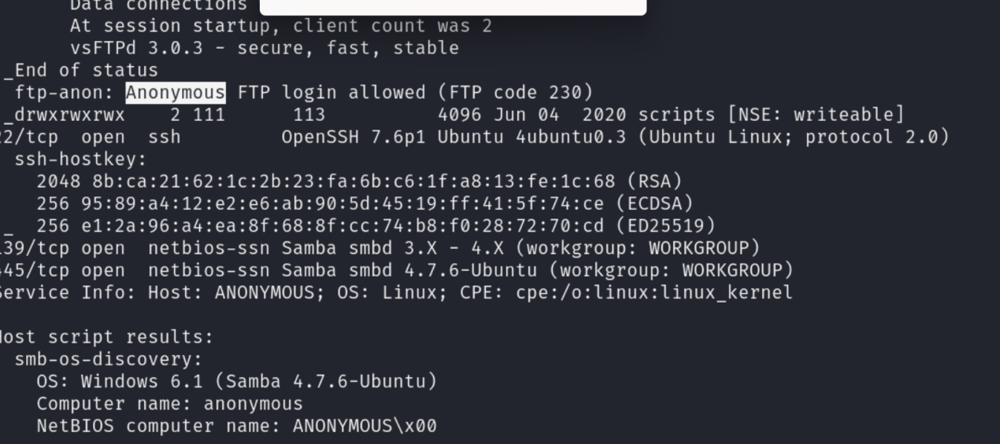 Data connections
At session startup, client count was 2
vsFTPd 3.0.3 - secure, fast, stable
_End of status
ftp-anon: Anonymous FTP login allowed (FTP code 230)
_drwxrwxrwx    2 111      113          4096 Jun 04  2020 scripts [NSE: writeable]
22/tcp  open  ssh         OpenSSH 7.6p1 Ubuntu 4ubuntu0.3 (Ubuntu Linux; protocol 2.0)
ssh-hostkey:
2048 8b:ca:21:62:1c:2b:23:fa:6b:c6:1f:a8:13:fe:1c:68 (RSA)
256 95:89:a4:12:e2:e6:ab:90:5d:45:19:ff:41:5f:74:ce (ECDSA)
_  256 e1:2a:96:a4:ea:8f:68:8f:cc:74:b8:f0:28:72:70:cd (ED25519)
39/tcp open  netbios-ssn Samba smbd 3.X - 4.X (workgroup: WORKGROUP)
445/tcp open  netbios-ssn Samba smbd 4.7.6-Ubuntu (workgroup: WORKGROUP)
Service Info: Host: ANONYMOUS; OS: Linux; CPE: cpe:/o:linux:linux_kernel
Host script results:
smb-os-discovery:
OS: Windows 6.1 (Samba 4.7.6-Ubuntu)
Computer name: anonymous
NetBIOS computer name: ANONYMOUS\x00